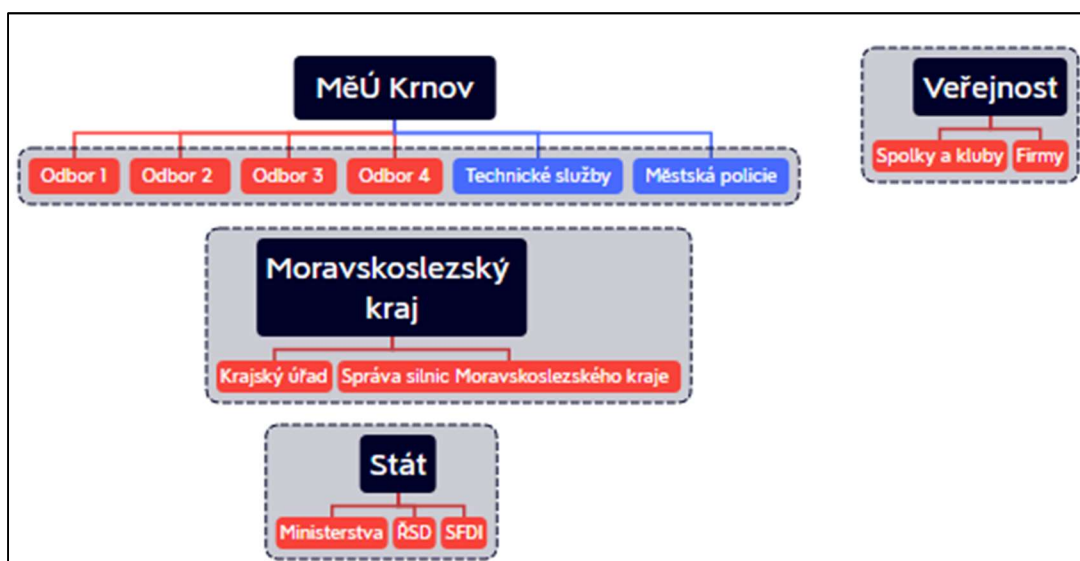 MěÚ Krnov
Veřejnost
Spolky a kluby Firmy
Odbor 1 Odbor 2 Odbor 3 Odbor 4 Technické služby Městská policie
Moravskoslezský
kraj
Krajský úřad Správa silnic Moravskoslezského kraje
Stát
Ministerstva ŘSD SFDI